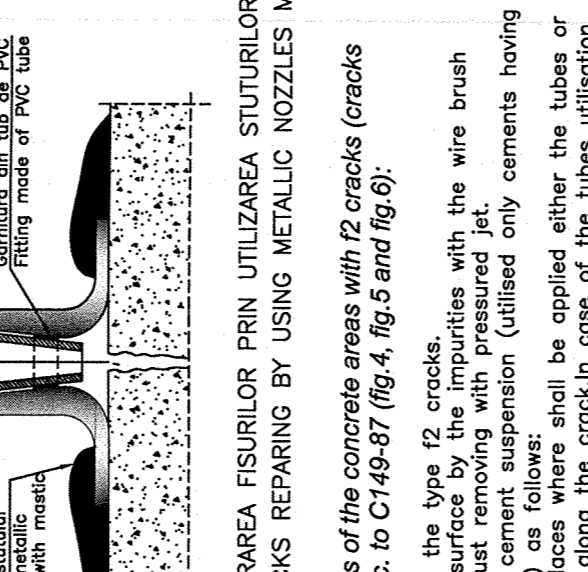 Garnitura din tub de PVC
Fitting made of PVC tube
metallic
with mastic
RAREA FISURILOR PRIN UTILIZAREA STUTURILOR
CKS REPARING BY USING METALLIC NOZZLES M
s of the concrete areas with f2 cracks (cracks
c. to C149-87 (fig.4, fig.5 and fig.6):
the type f2 cracks.
surface by the impurities with the wire brush
ust removing with pressured jet.
cement suspension (utilised only cements having
) as follows:
laces where shall be applied either the tubes or
along the crack.In case of the tubes utilisation